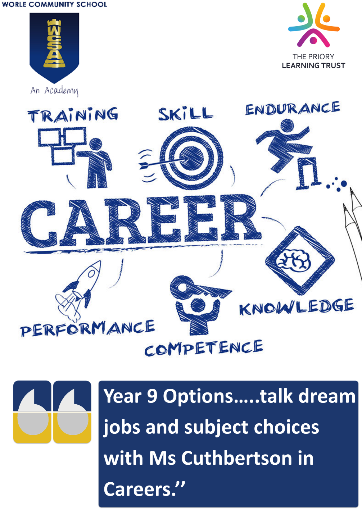 WORLE COMMUNITY SCHOOL
WCSA
An Academy
THE PRIORY
LEARNING TRUST
TRAINING
SKILL
ENDURANCE
CAREER
PERFORMANCE
COMPETENCE
KNOWLEDGE
Year 9 Options.....talk dream
jobs and subject choices
with Ms Cuthbertson in
Careers.”